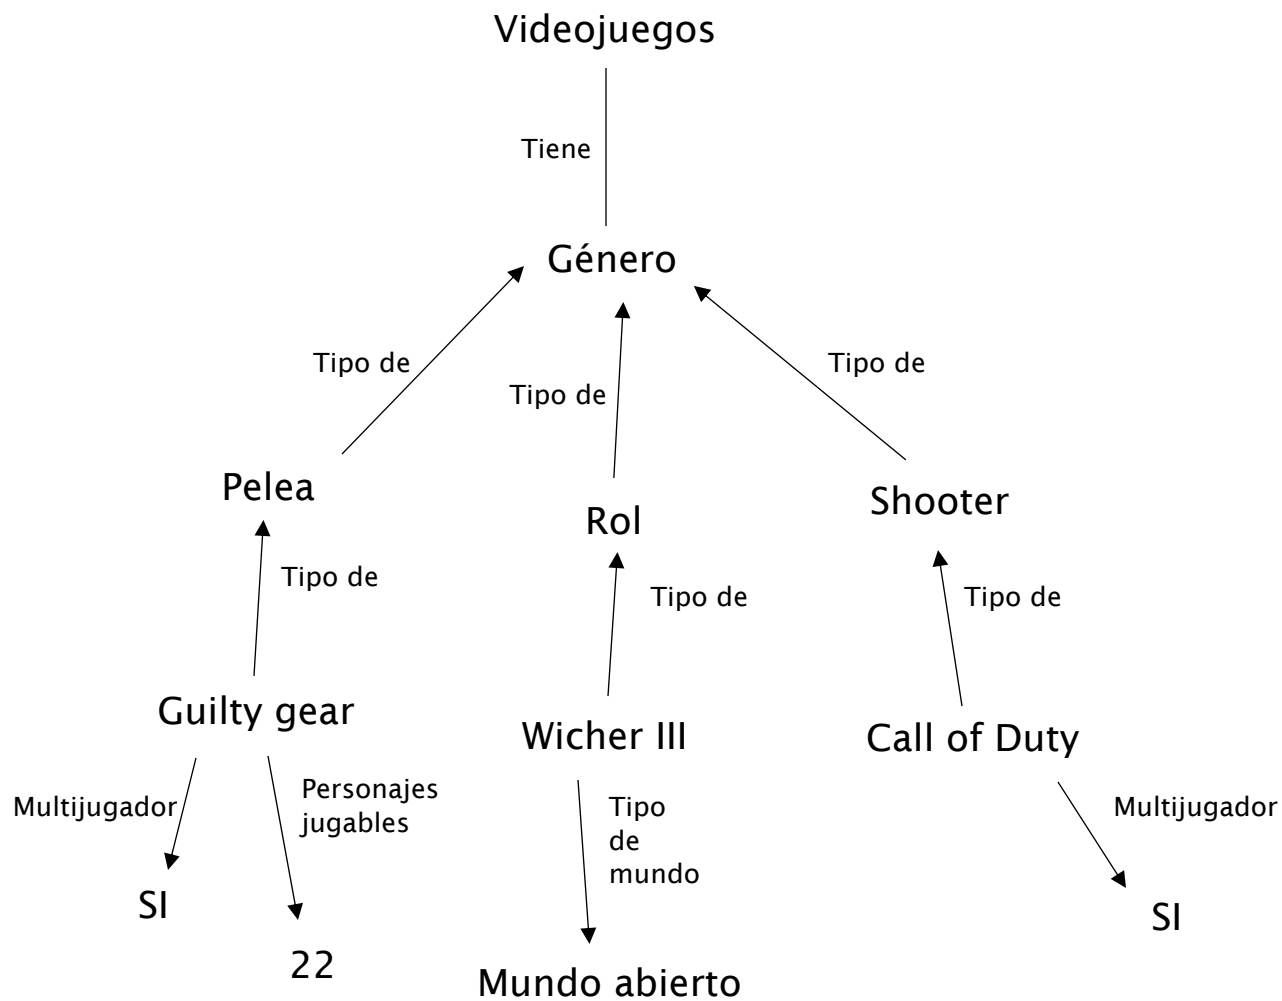 Videojuegos
Tiene
Género
Tipo de
Tipo de
Tipo de
Pelea
Rol
Shooter
Tipo de
Tipo de
Tipo de
Guilty gear
Wicher III
Call of Duty
Multijugador
Personajes
jugables
Tipo
de
mundo
Multijugador
SI
22
Mundo abierto
SI